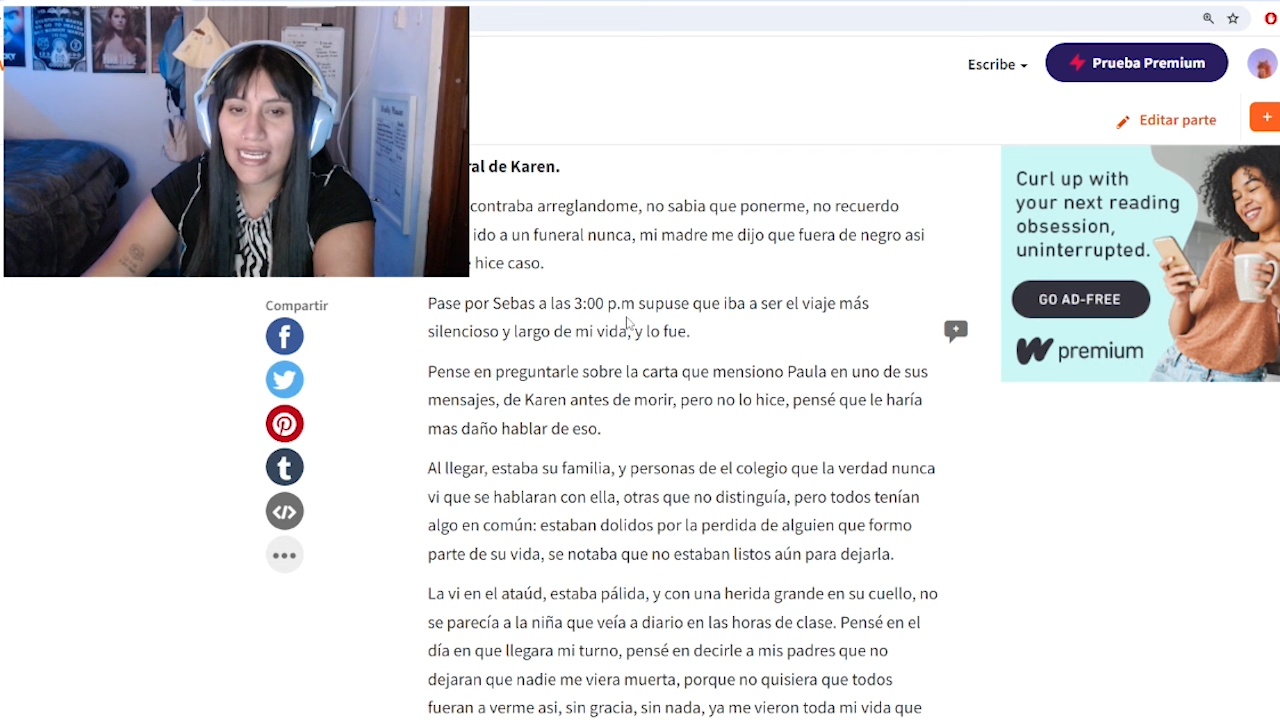 Escribe
Prueba Premium
Editar parte
+
ral de Karen.
contraba arreglandome, no sabia que ponerme, no recuerdo
ido a un funeral nunca, mi madre me dijo que fuera de negro asi
hice caso.
Compartir
Pase por Sebas a las 3:00 p.m supuse que iba a ser el viaje más
silencioso y largo de mi vida, y lo fue.
Pense en preguntarle sobre la carta que mensiono Paula en uno de sus
mensajes, de Karen antes de morir, pero no lo hice, pensé que le haría
mas daño hablar de eso.
Al llegar, estaba su familia, y personas de el colegio que la verdad nunca
vi que se hablaran con ella, otras que no distinguía, pero todos tenían
algo en común: estaban dolidos por la perdida de alguien que formo
parte de su vida, se notaba que no estaban listos aún para dejarla.
La vi en el ataúd, estaba pálida, y con una herida grande en su cuello, no
se parecía a la niña que veía a diario en las horas de clase. Pensé en el
día en que llegara mi turno, pensé en decirle a mis padres que no
dejaran que nadie me viera muerta, porque no quisiera que todos
fueran a verme asi, sin gracia, sin nada, ya me vieron toda mi vida que
Curl up with
your next reading
obsession,
uninterrupted.
GO AD-FREE
premium